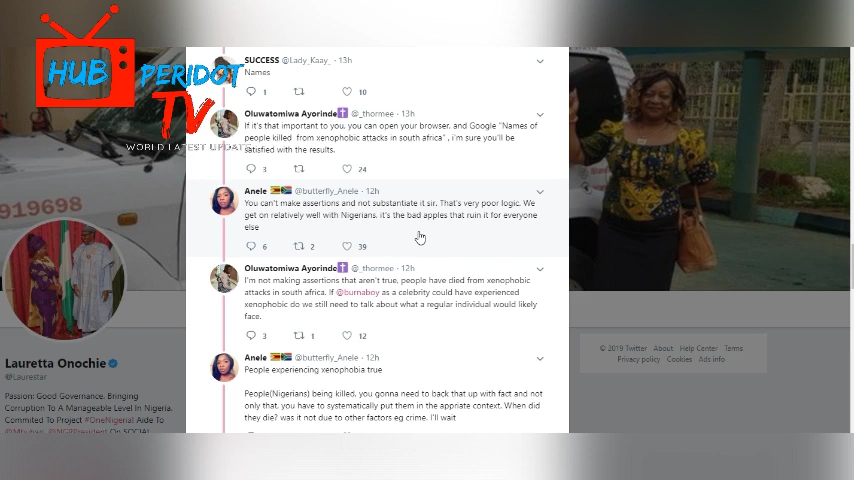 HUB PERIDOT
TV
WORLD LATEST UPDATE
919698
SUCCESS @Lady_Kaay_ · 13h
Names
1 10
Oluwatomiwa Ayorinde✝️ @_thormee · 13h
If it's that important to you, you can open your browser, and Google "Names of
people killed from xenophobic attacks in south africa" , i'm sure you'll be
satisfied with the results.
3 24
Anele 🇿🇼🇿🇦 @butterfly_Anele · 12h
You can't make assertions and not substantiate it sir. That's very poor logic. We
get on relatively well with Nigerians, it's the bad apples that ruin it for everyone
else
6 2 39
Oluwatomiwa Ayorinde✝️ @_thormee · 12h
I'm not making assertions that aren't true, people have died from xenophobic
attacks in south africa. If @burnaboy as a celebrity could have experienced
xenophobic do we still need to talk about what a regular individual would likely
face.
3 1 12
Anele 🇿🇼🇿🇦 @butterfly_Anele · 12h
People experiencing xenophobia true
People(Nigerians) being killed, you gonna need to back that up with fact and not
only that, you have to systematically put them in the appriate context. When did
they die? was it not due to other factors eg crime. I'll wait
Lauretta Onochie
@Laurestar
Passion: Good Governance. Bringing
Corruption To A Manageable Level In Nigeria.
Commited To Project #OneNigeria! Aide To
@Mbuhari, @NGRPresident On SOCIAL
© 2019 Twitter About Help Center Terms
Privacy policy Cookies Ads info